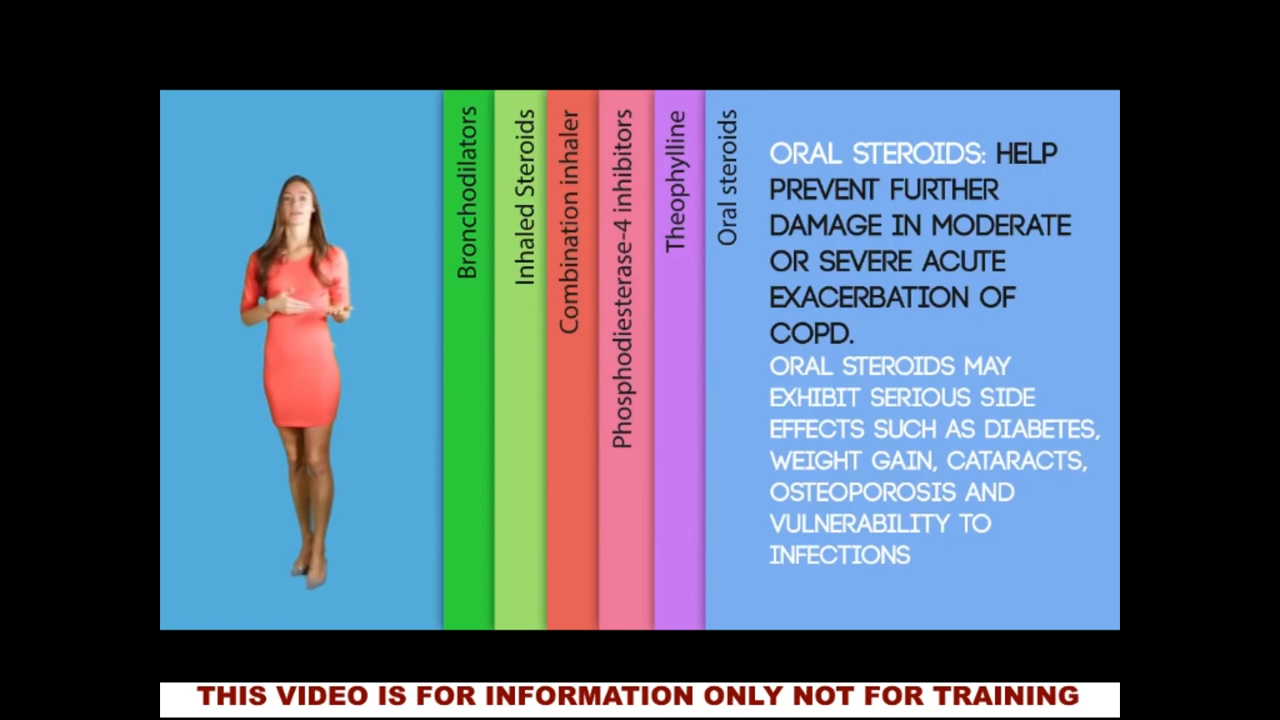 Bronchodilators
Inhaled Steroids
Combination inhaler
Phosphodiesterase-4 inhibitors
Theophylline
Oral steroids
ORAL STEROIDS: HELP
PREVENT FURTHER
DAMAGE IN MODERATE
OR SEVERE ACUTE
EXACERBATION OF
COPD.
ORAL STEROIDS MAY
EXHIBIT SERIOUS SIDE
EFFECTS SUCH AS DIABETES,
WEIGHT GAIN, CATARACTS,
OSTEOPOROSIS AND
VULNERABILITY TO
INFECTIONS
THIS VIDEO IS FOR INFORMATION ONLY NOT FOR TRAINING